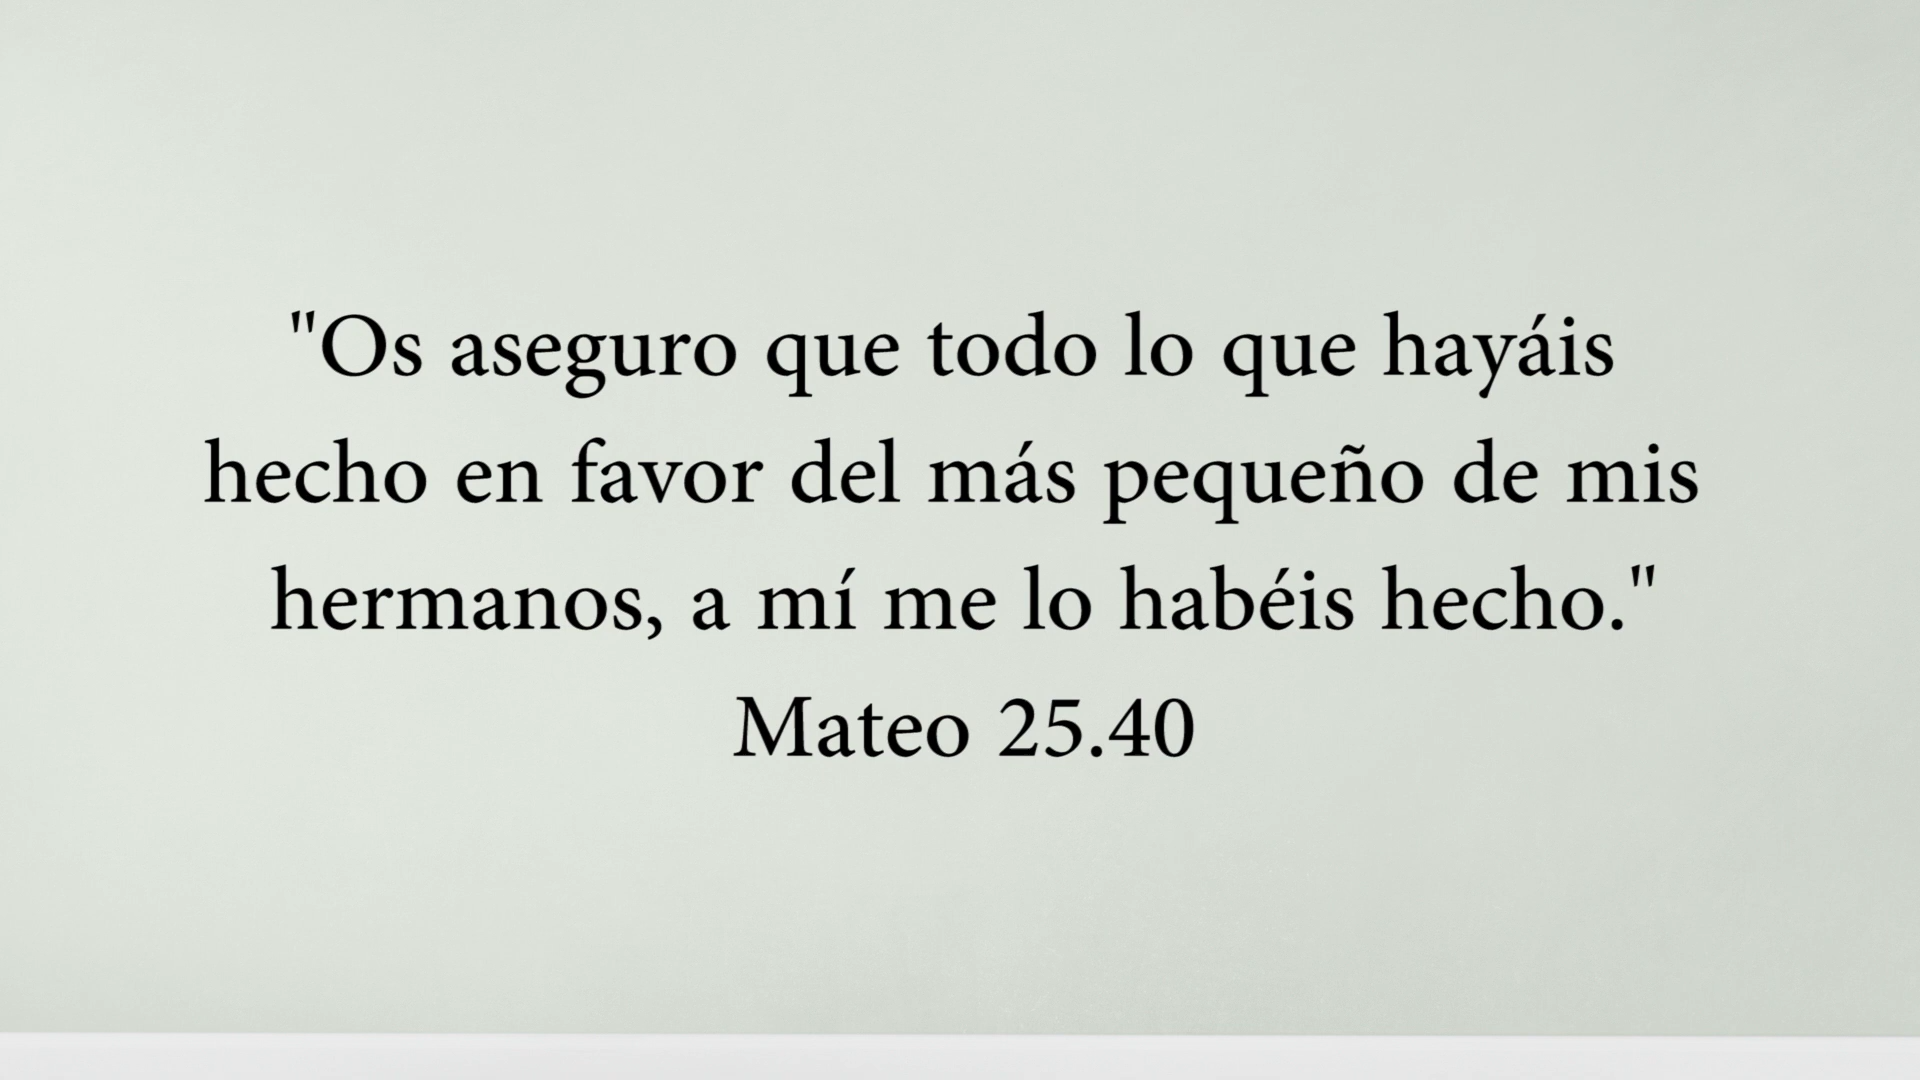 "Os aseguro que todo lo que hayáis
hecho en favor del más pequeño de mis
hermanos, a mí me lo habéis hecho."
Mateo 25.40